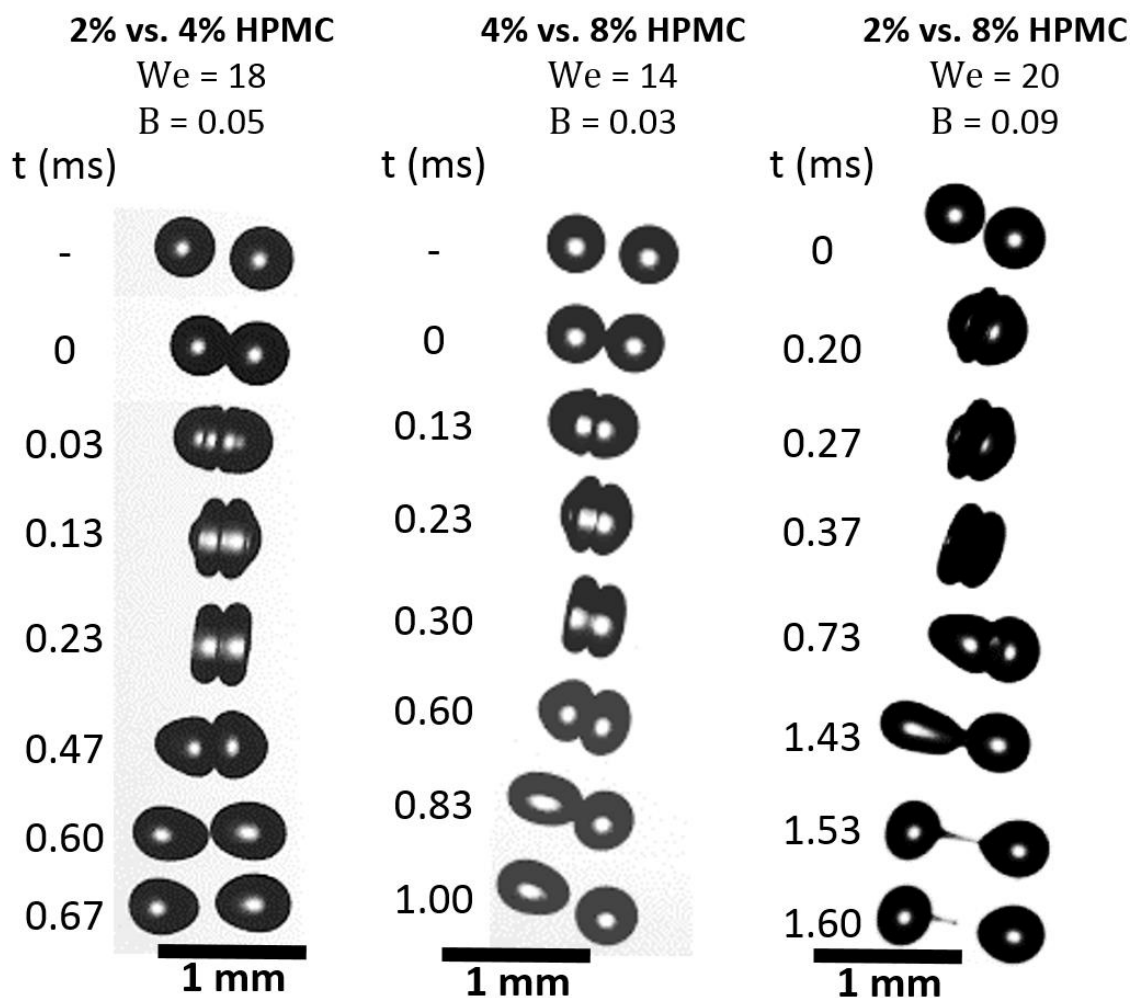 2% vs. 4% HPMC
We = 18
B = 0.05
t (ms)
-
0
0.03
0.13
0.23
0.47
0.60
0.67
1 mm
4% vs. 8% HPMC
We = 14
B = 0.03
t (ms)
-
0
0.13
0.23
0.30
0.60
0.83
1.00
1 mm
2% vs. 8% HPMC
We = 20
B = 0.09
t (ms)
0
0.20
0.27
0.37
0.73
1.43
1.53
1.60
1 mm